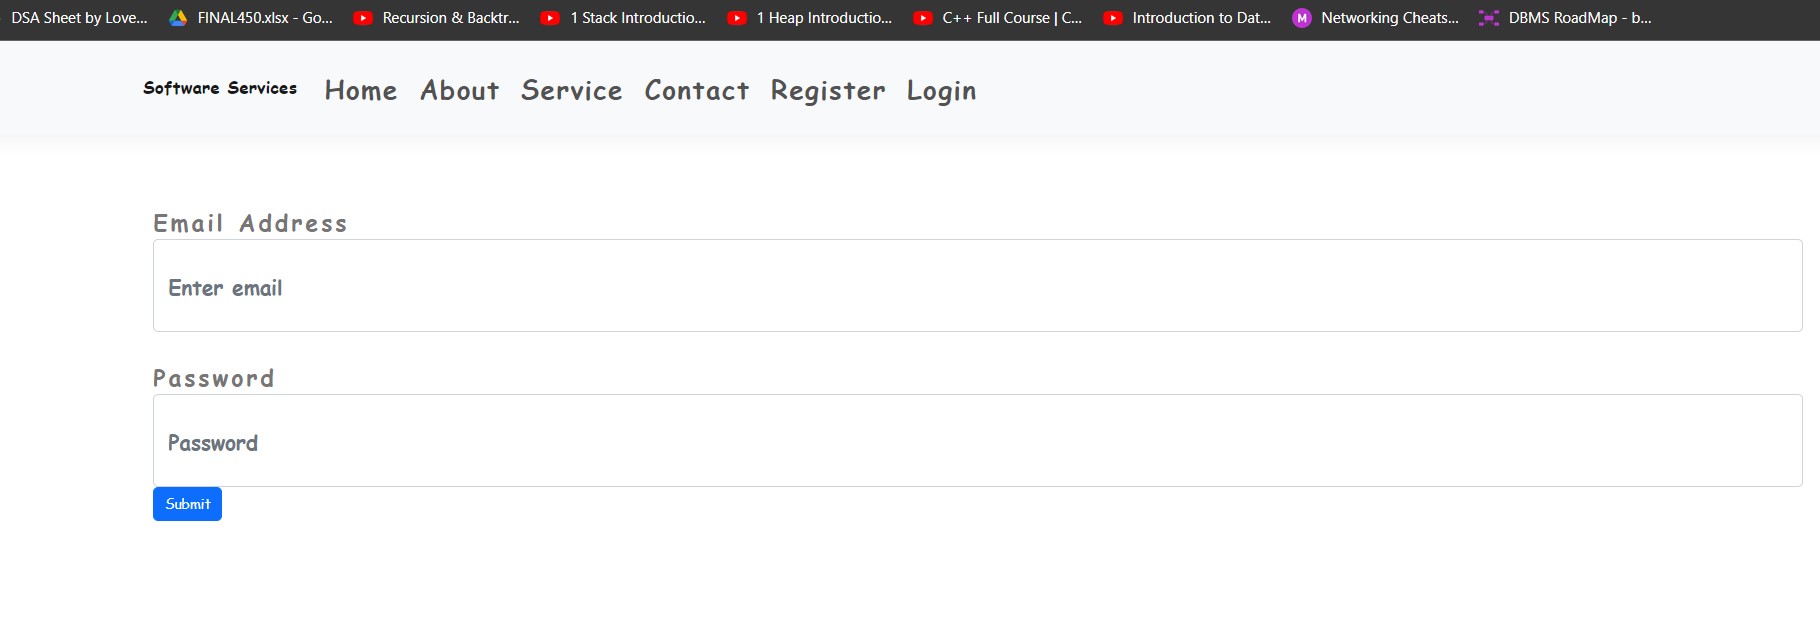 DSA Sheet by Love... FINAL450.xlsx - Go... Recursion & Backtr... 1 Stack Introductio... 1 Heap Introductio... C++ Full Course | C... Introduction to Dat... M Networking Cheats... DBMS RoadMap - b...
Software Services Home About Service Contact Register Login
Email Address
Enter email
Password
Password
Submit